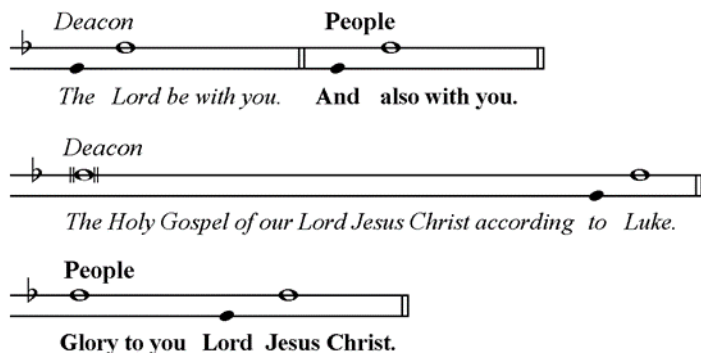 Deacon People
The Lord be with you. And also with you.
Deacon
The Holy Gospel of our Lord Jesus Christ according to Luke.
People
Glory to you Lord Jesus Christ.